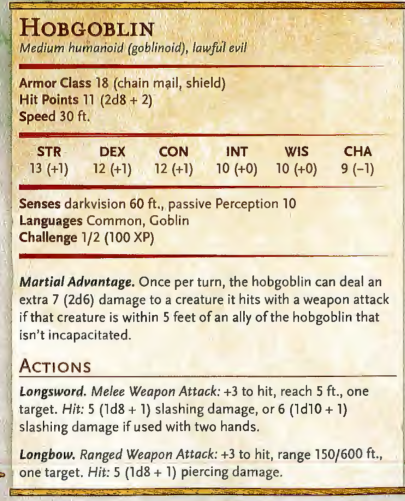 HOBGOBLIN
Medium humanoid (goblinoid), lawful evil
Armor Class 18 (chain mail, shield)
Hit Points 11 (2d8 + 2)
Speed 30 ft.
STR DEX CON INT WIS CHA
13 (+1) 12 (+1) 12 (+1) 10 (+0) 10 (+0) 9 (−1)
Senses darkvision 60 ft., passive Perception 10
Languages Common, Goblin
Challenge 1/2 (100 XP)
Martial Advantage. Once per turn, the hobgoblin can deal an
extra 7 (2d6) damage to a creature it hits with a weapon attack
if that creature is within 5 feet of an ally of the hobgoblin that
isn't incapacitated.
ACTIONS
Longsword. Melee Weapon Attack: +3 to hit, reach 5 ft., one
target. Hit: 5 (1d8 + 1) slashing damage, or 6 (1d10 + 1)
slashing damage if used with two hands.
Longbow. Ranged Weapon Attack: +3 to hit, range 150/600 ft.,
one target. Hit: 5 (1d8 + 1) piercing damage.